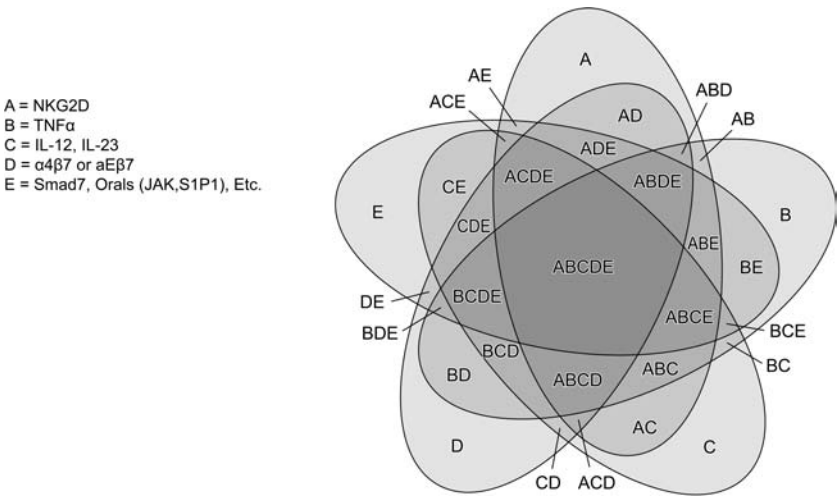 A = NKG2D
B = TNFα
C = IL-12, IL-23
D = α4β7 or aEβ7
E = Smad7, Orals (JAK,S1P1), Etc.
A
AE
ABD
ACE
AD
AB
ADE
ACDE
ABDE
CE
E
B
CDE
ABE
ABCDE
BE
DE
BCDE
ABCE
BDE
BCE
BCD
BC
ABC
BD
ABCD
AC
D
C
CD
ACD